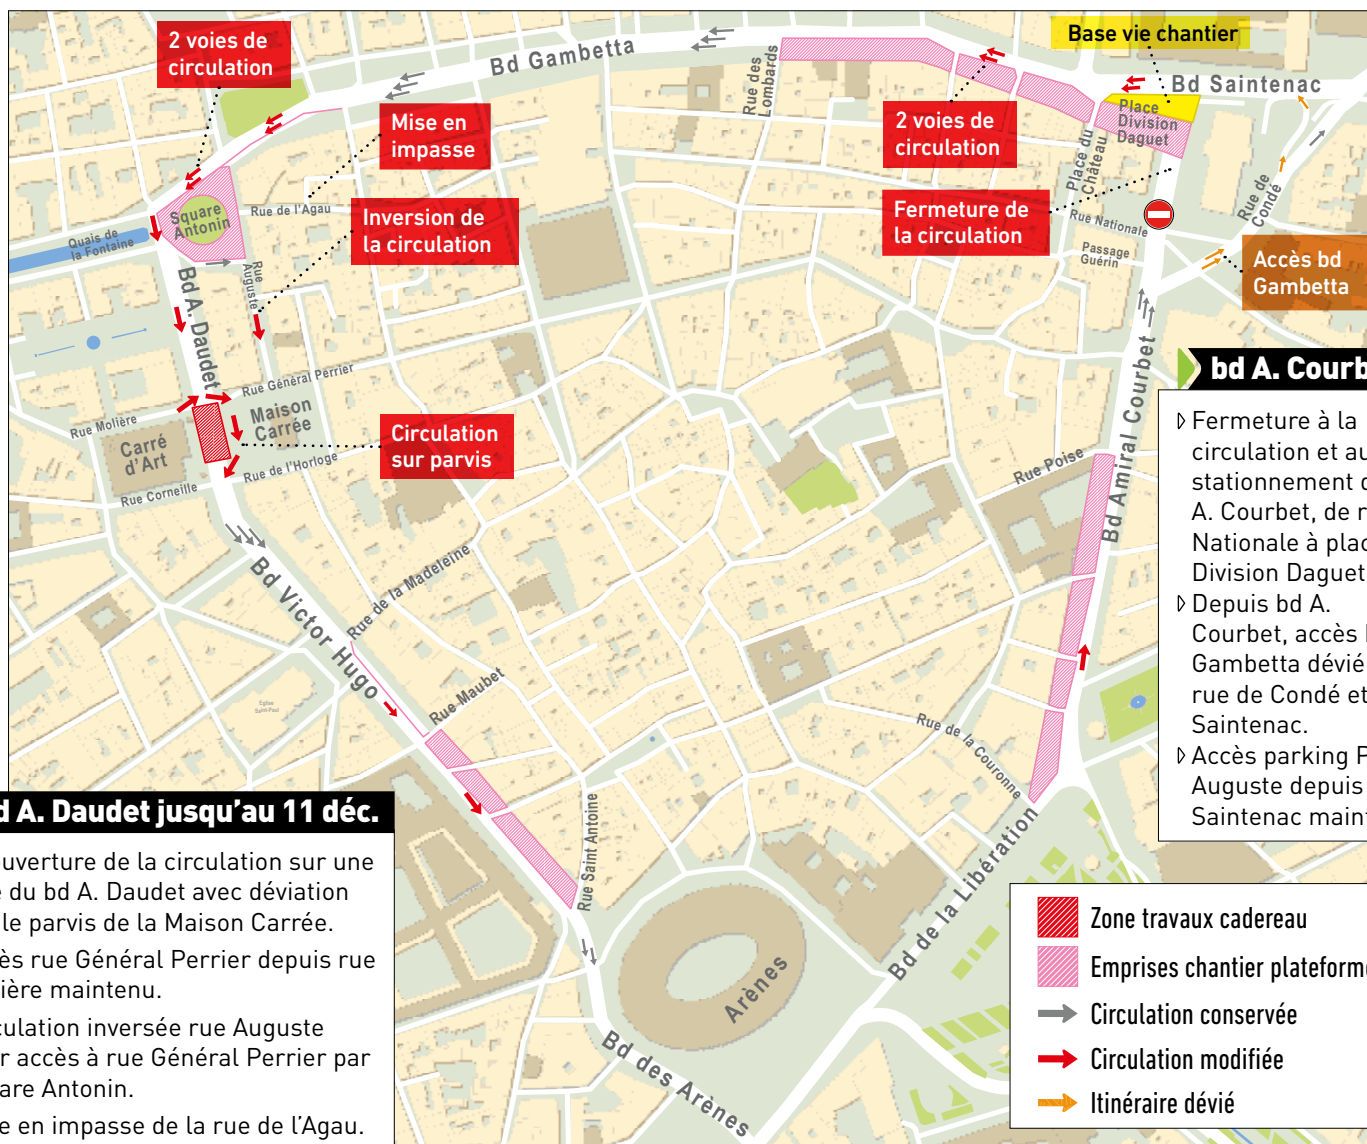 2 voies de
circulation
Bd Gambetta
Rue des
Lombards
Base vie chantier
Bd Saintenac
Mise en
impasse
2 voies de
circulation
Place
Division
Daguet
Place du
Château
Rue de
Condé
Square
Antonin
Rue de l'Agau
Inversion de
la circulation
Fermeture de
la circulation
Rue Nationale
Passage
Guérin
Accès bd
Gambetta
Quais de
la Fontaine
Rue
Auguste
Bd A. Daudet
Rue Général Perrier
Maison
Carrée
Rue Molière
Carré
d'Art
Rue de l'Horloge
Rue Corneille
Circulation
sur parvis
Rue Poise
Bd Amiral Courbet
bd A. Courb
Fermeture à la
circulation et au
stationnement d
A. Courbet, de r
Nationale à plac
Division Daguet
Depuis bd A.
Courbet, accès
Gambetta dévié
rue de Condé et
Saintenac.
Accès parking P
Auguste depuis
Saintenac maint
Bd Victor Hugo
Rue de la Madeleine
Rue Maubet
Eglise
Saint-Paul
Rue de la Couronne
Rue Saint Antoine
Bd de la Libération
Arènes
Bd des Arènes
d A. Daudet jusqu'au 11 déc.
ouverture de la circulation sur une
e du bd A. Daudet avec déviation
le parvis de la Maison Carrée.
ès rue Général Perrier depuis rue
ière maintenu.
culation inversée rue Auguste
r accès à rue Général Perrier par
are Antonin.
e en impasse de la rue de l'Agau.
Zone travaux cadereau
Emprises chantier plateforme
Circulation conservée
Circulation modifiée
Itinéraire dévié